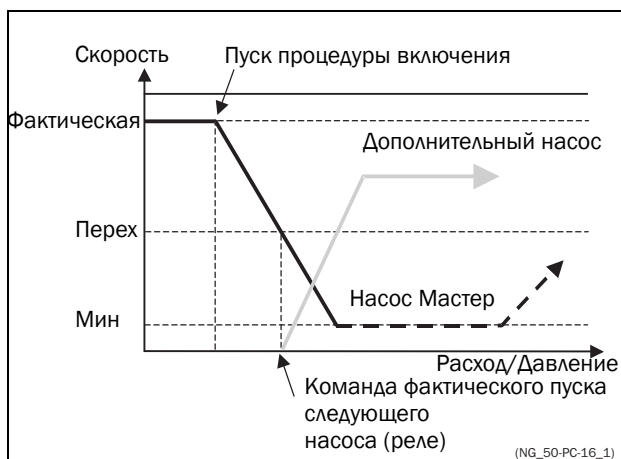 Скорость
Пуск процедуры включения
Фактическая
Дополнительный насос
Перех
Насос Мастер
Мин
Расход/Давление
Команда фактического пуска
следующего
насоса (реле)
(NG_50-PC-16_1)